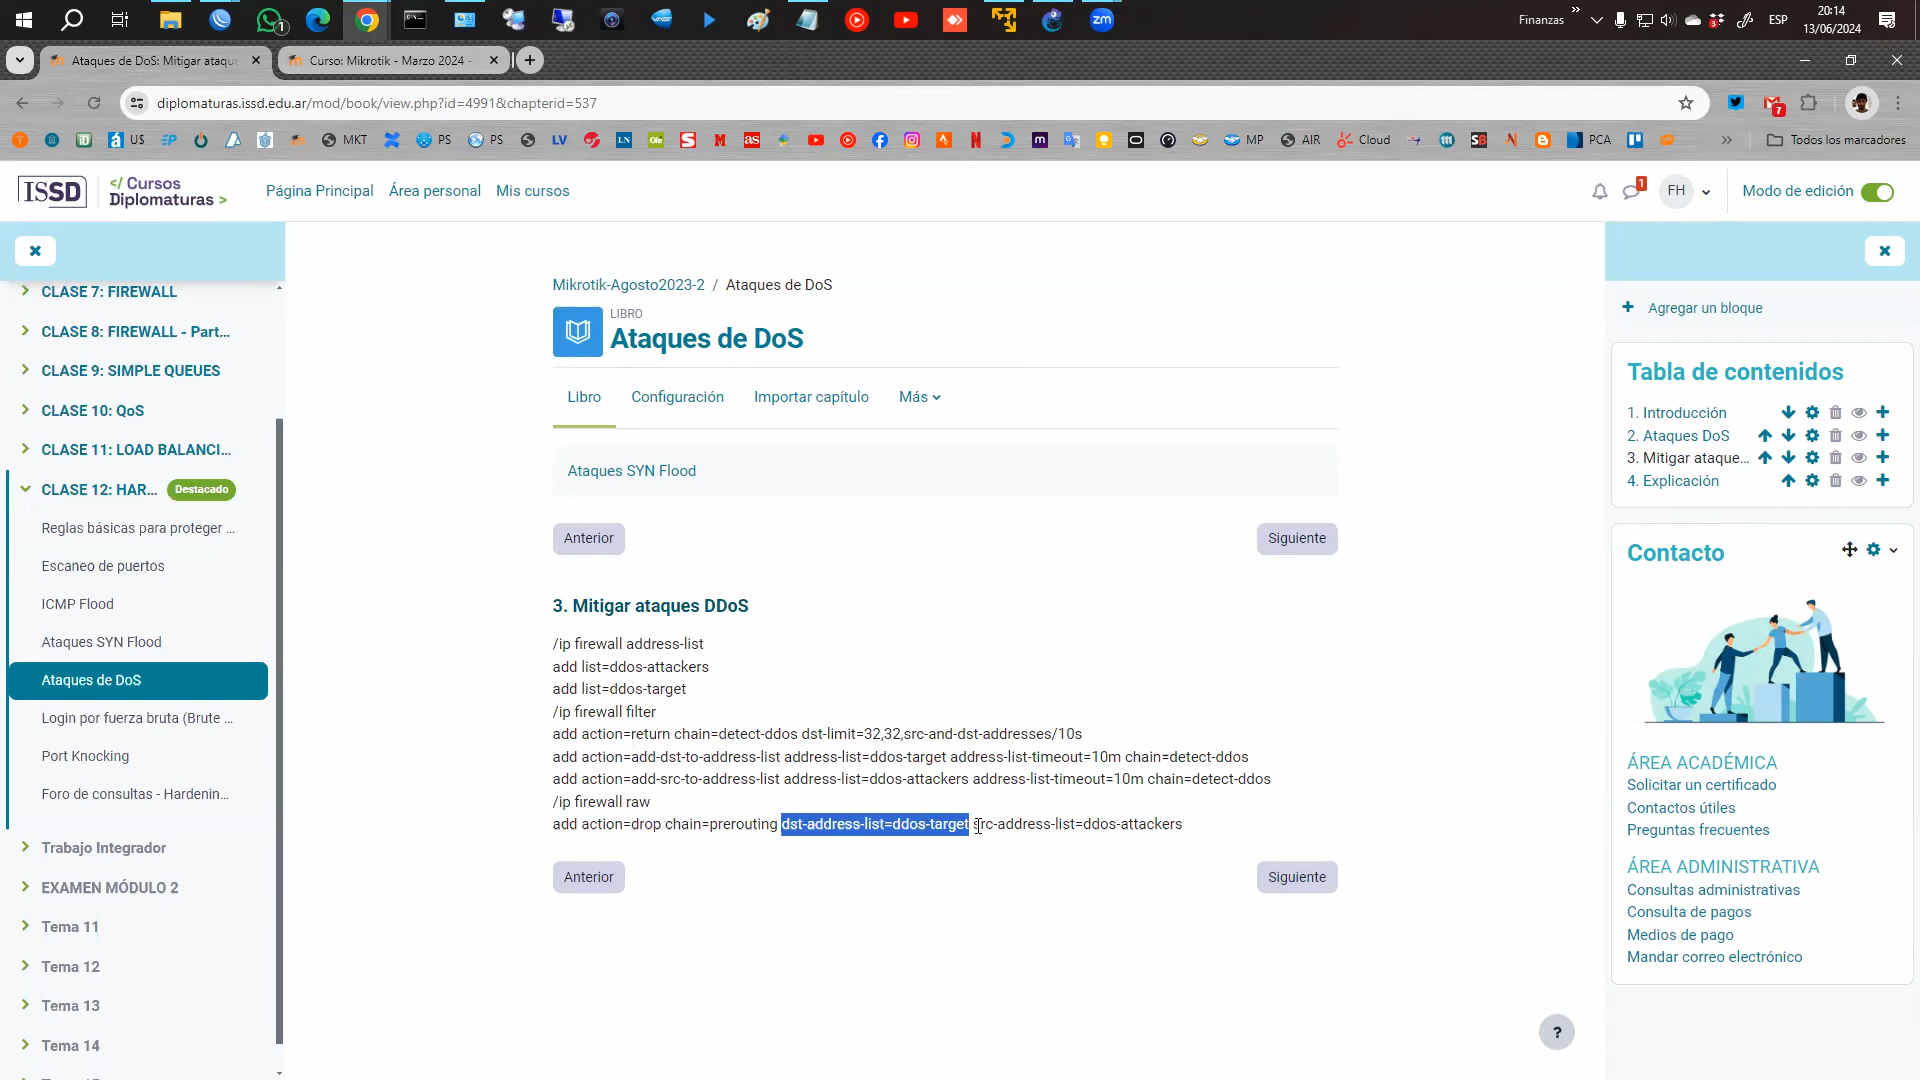 Finanzas
»
ESP
20:14
13/06/2024
1
3
Ataques de DoS: Mitigar ataqu
Curso: Mikrotik - Marzo 2024 -
diplomaturas.issd.edu.ar/mod/book/view.php?id=4991&chapterid=537
7
U$
MKT
PS
PS
LV
MP
AIR
Cloud
PCA
»
Todos los marcadores
ISSD
</ Cursos
Diplomaturas >
Página Principal
Área personal
Mis cursos
1
FH
Modo de edición
CLASE 7: FIREWALL
CLASE 8: FIREWALL - Part...
CLASE 9: SIMPLE QUEUES
CLASE 10: QoS
CLASE 11: LOAD BALANCI...
CLASE 12: HAR... Destacado
Reglas básicas para proteger ...
Escaneo de puertos
ICMP Flood
Ataques SYN Flood
Ataques de DoS
Login por fuerza bruta (Brute ...
Port Knocking
Foro de consultas - Hardenin...
Trabajo Integrador
EXAMEN MÓDULO 2
Tema 11
Tema 12
Tema 13
Tema 14
Mikrotik-Agosto2023-2 / Ataques de DoS
LIBRO
Ataques de DoS
Libro
Configuración
Importar capítulo
Más
Ataques SYN Flood
Anterior
Siguiente
3. Mitigar ataques DDoS
/ip firewall address-list
add list=ddos-attackers
add list=ddos-target
/ip firewall filter
add action=return chain=detect-ddos dst-limit=32,32,src-and-dst-addresses/10s
add action=add-dst-to-address-list address-list=ddos-target address-list-timeout=10m chain=detect-ddos
add action=add-src-to-address-list address-list=ddos-attackers address-list-timeout=10m chain=detect-ddos
/ip firewall raw
add action=drop chain=prerouting dst-address-list=ddos-target src-address-list=ddos-attackers
Anterior
Siguiente
Agregar un bloque
Tabla de contenidos
1. Introducción
2. Ataques DoS
3. Mitigar ataque...
4. Explicación
Contacto
ÁREA ACADÉMICA
Solicitar un certificado
Contactos útiles
Preguntas frecuentes
ÁREA ADMINISTRATIVA
Consultas administrativas
Consulta de pagos
Medios de pago
Mandar correo electrónico
?